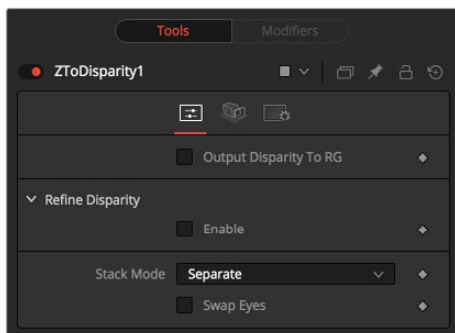 Tools Modifiers
ZToDisparity1
Output Disparity To RG
Refine Disparity
Enable
Stack Mode Separate
Swap Eyes